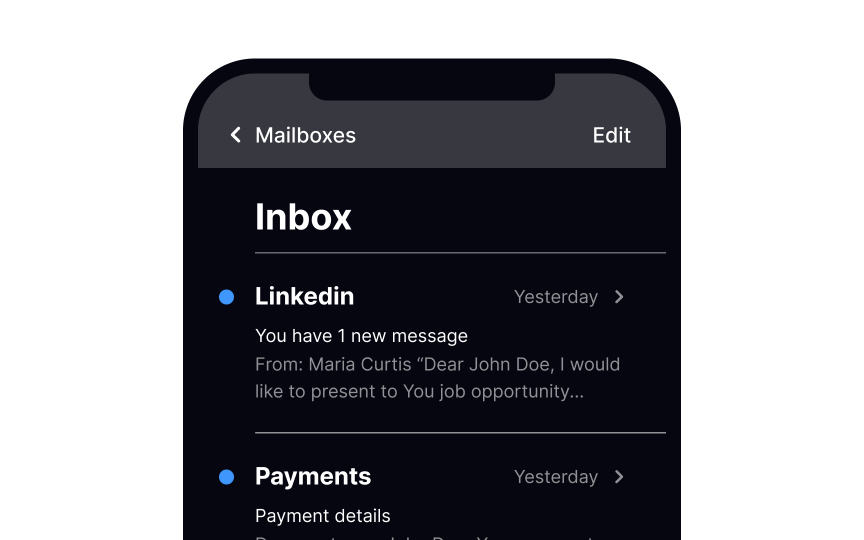 Mailboxes Edit
Inbox
Linkedin Yesterday
You have 1 new message
From: Maria Curtis “Dear John Doe, I would
like to present to You job opportunity...
Payments Yesterday
Payment details